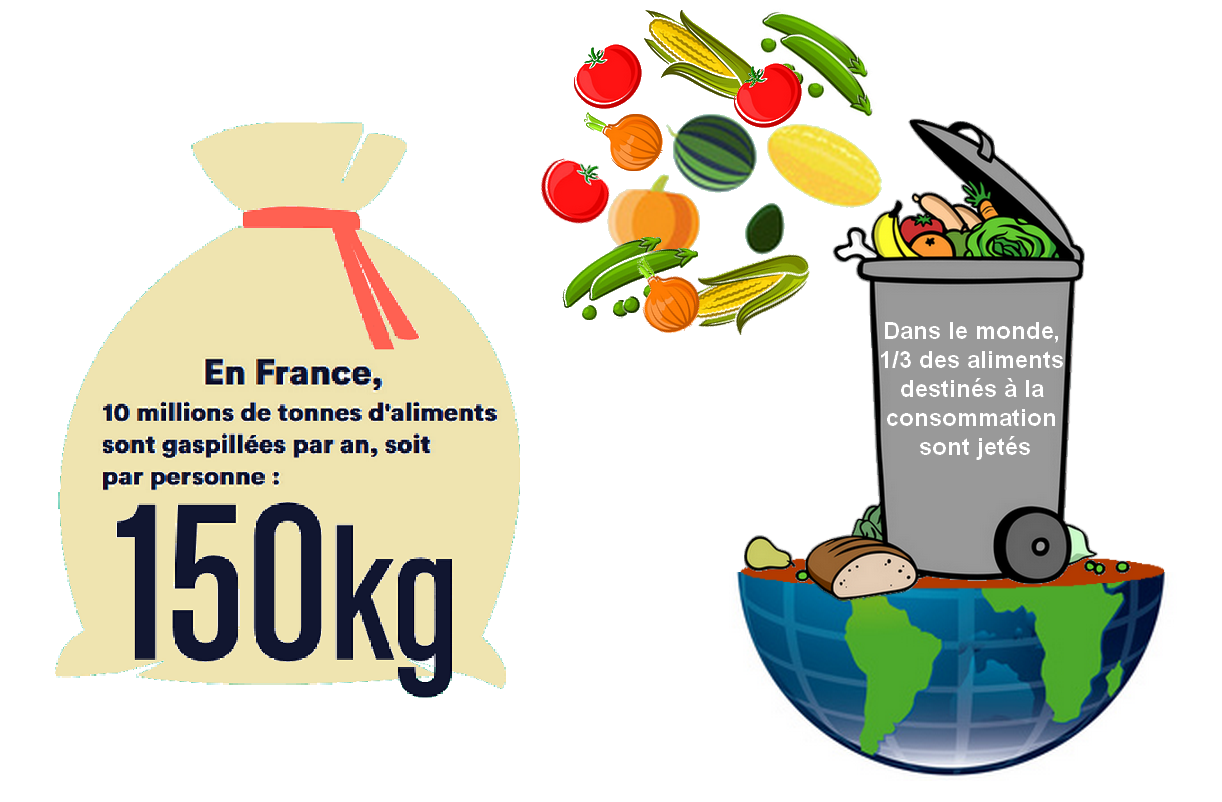 En France,
10 millions de tonnes d'aliments
sont gaspillées par an, soit
par personne :
150kg
Dans le monde,
1/3 des aliments
destinés à la
consommation
sont jetés